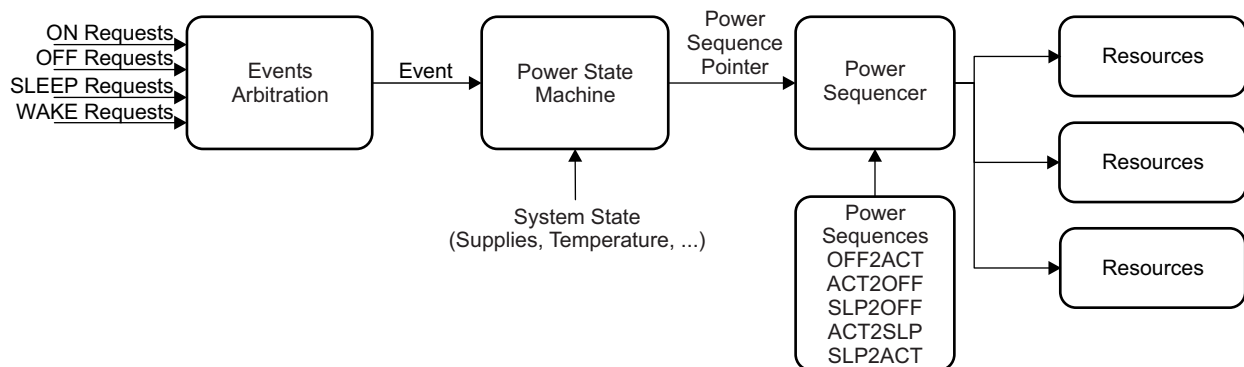 ON Requests
OFF Requests
SLEEP Requests
WAKE Requests
Events
Arbitration
Event
Power State
Machine
System State
(Supplies, Temperature, ...)
Power
Sequence
Pointer
Power
Sequencer
Power
Sequences
OFF2ACT
ACT2OFF
SLP2OFF
ACT2SLP
SLP2ACT
Resources
Resources
Resources